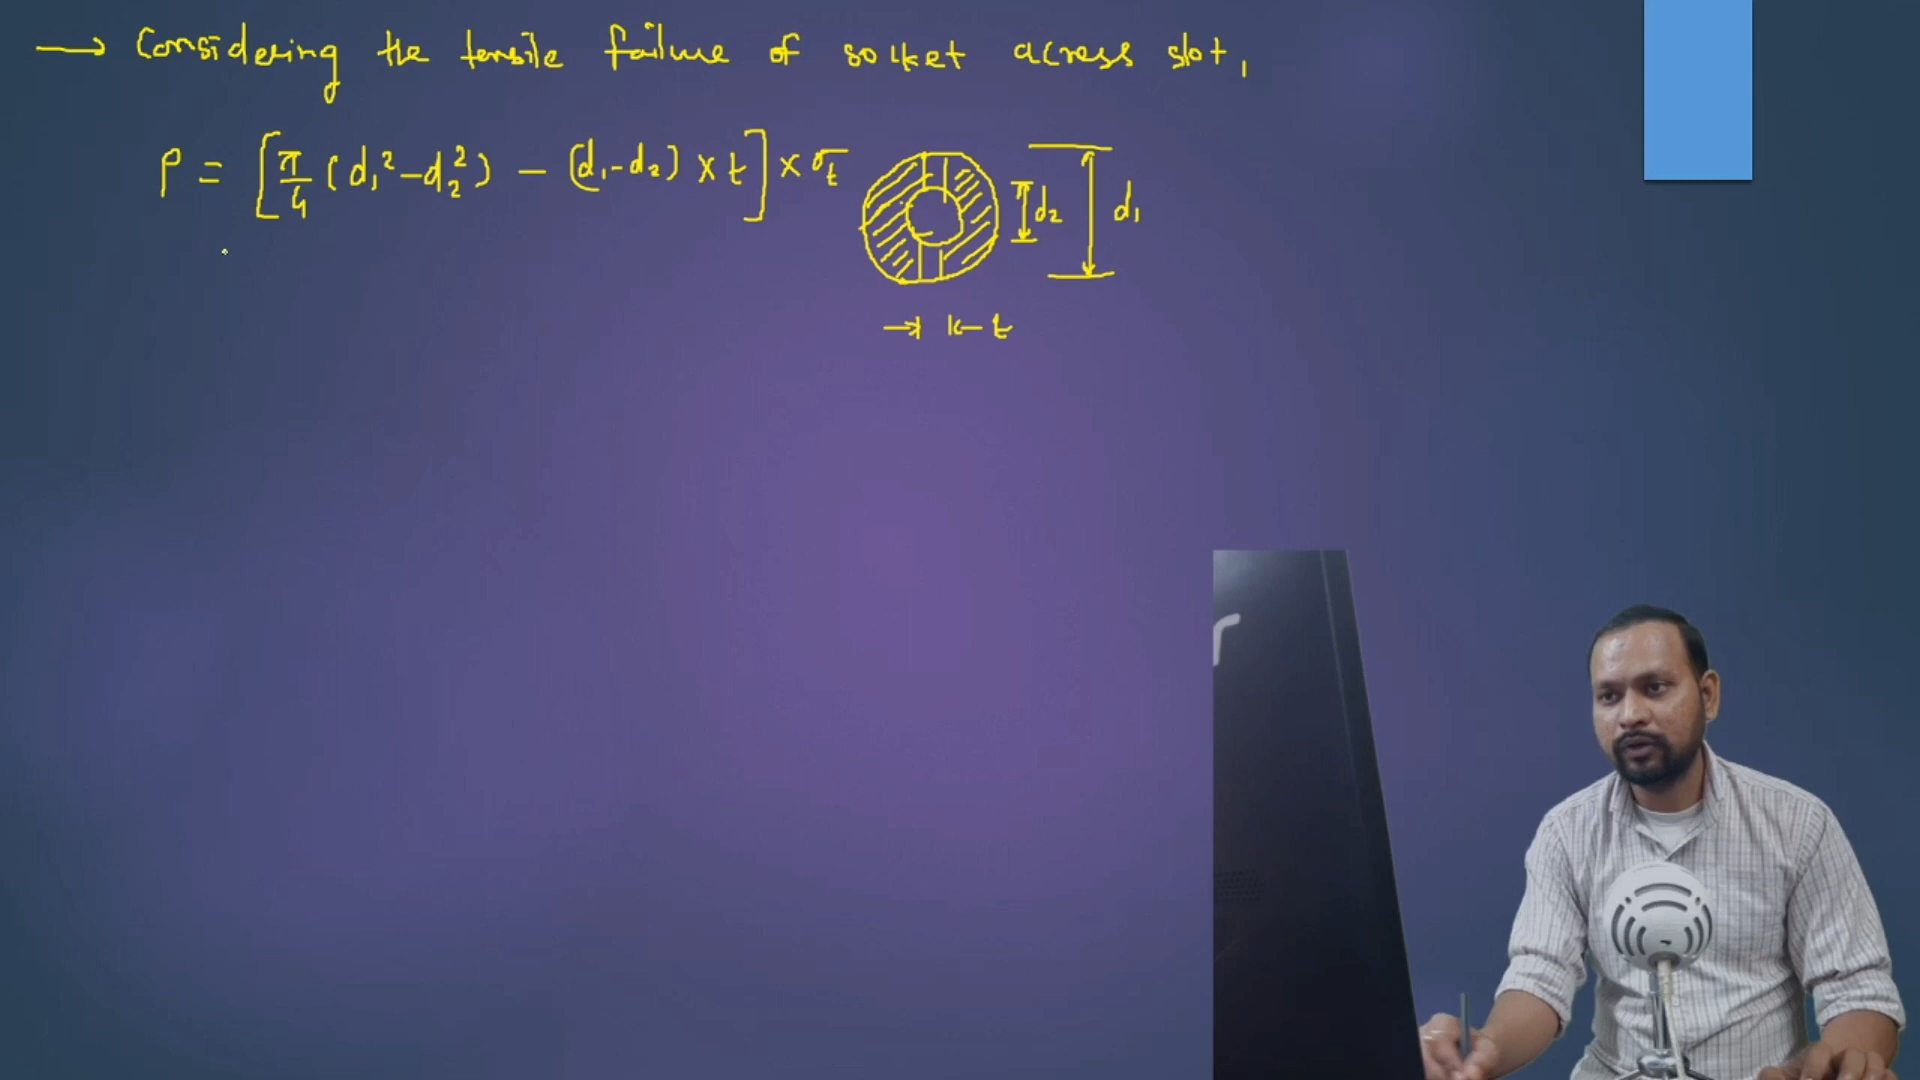 → Considering the tensile failure of socket across slot,
P = [π/4 (d₁² - d₂²) - (d₁ - d₂) × t] × σt
d₂ d₁
t
r